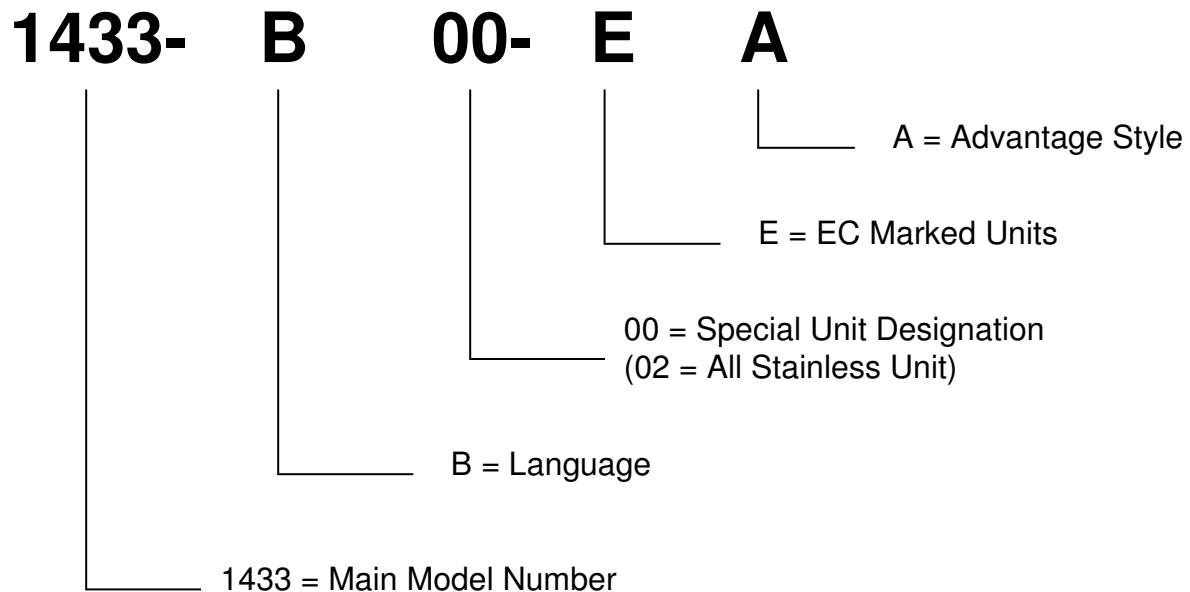 1433- B 00- E A
A = Advantage Style
E = EC Marked Units
00 = Special Unit Designation
(02 = All Stainless Unit)
B = Language
1433 = Main Model Number